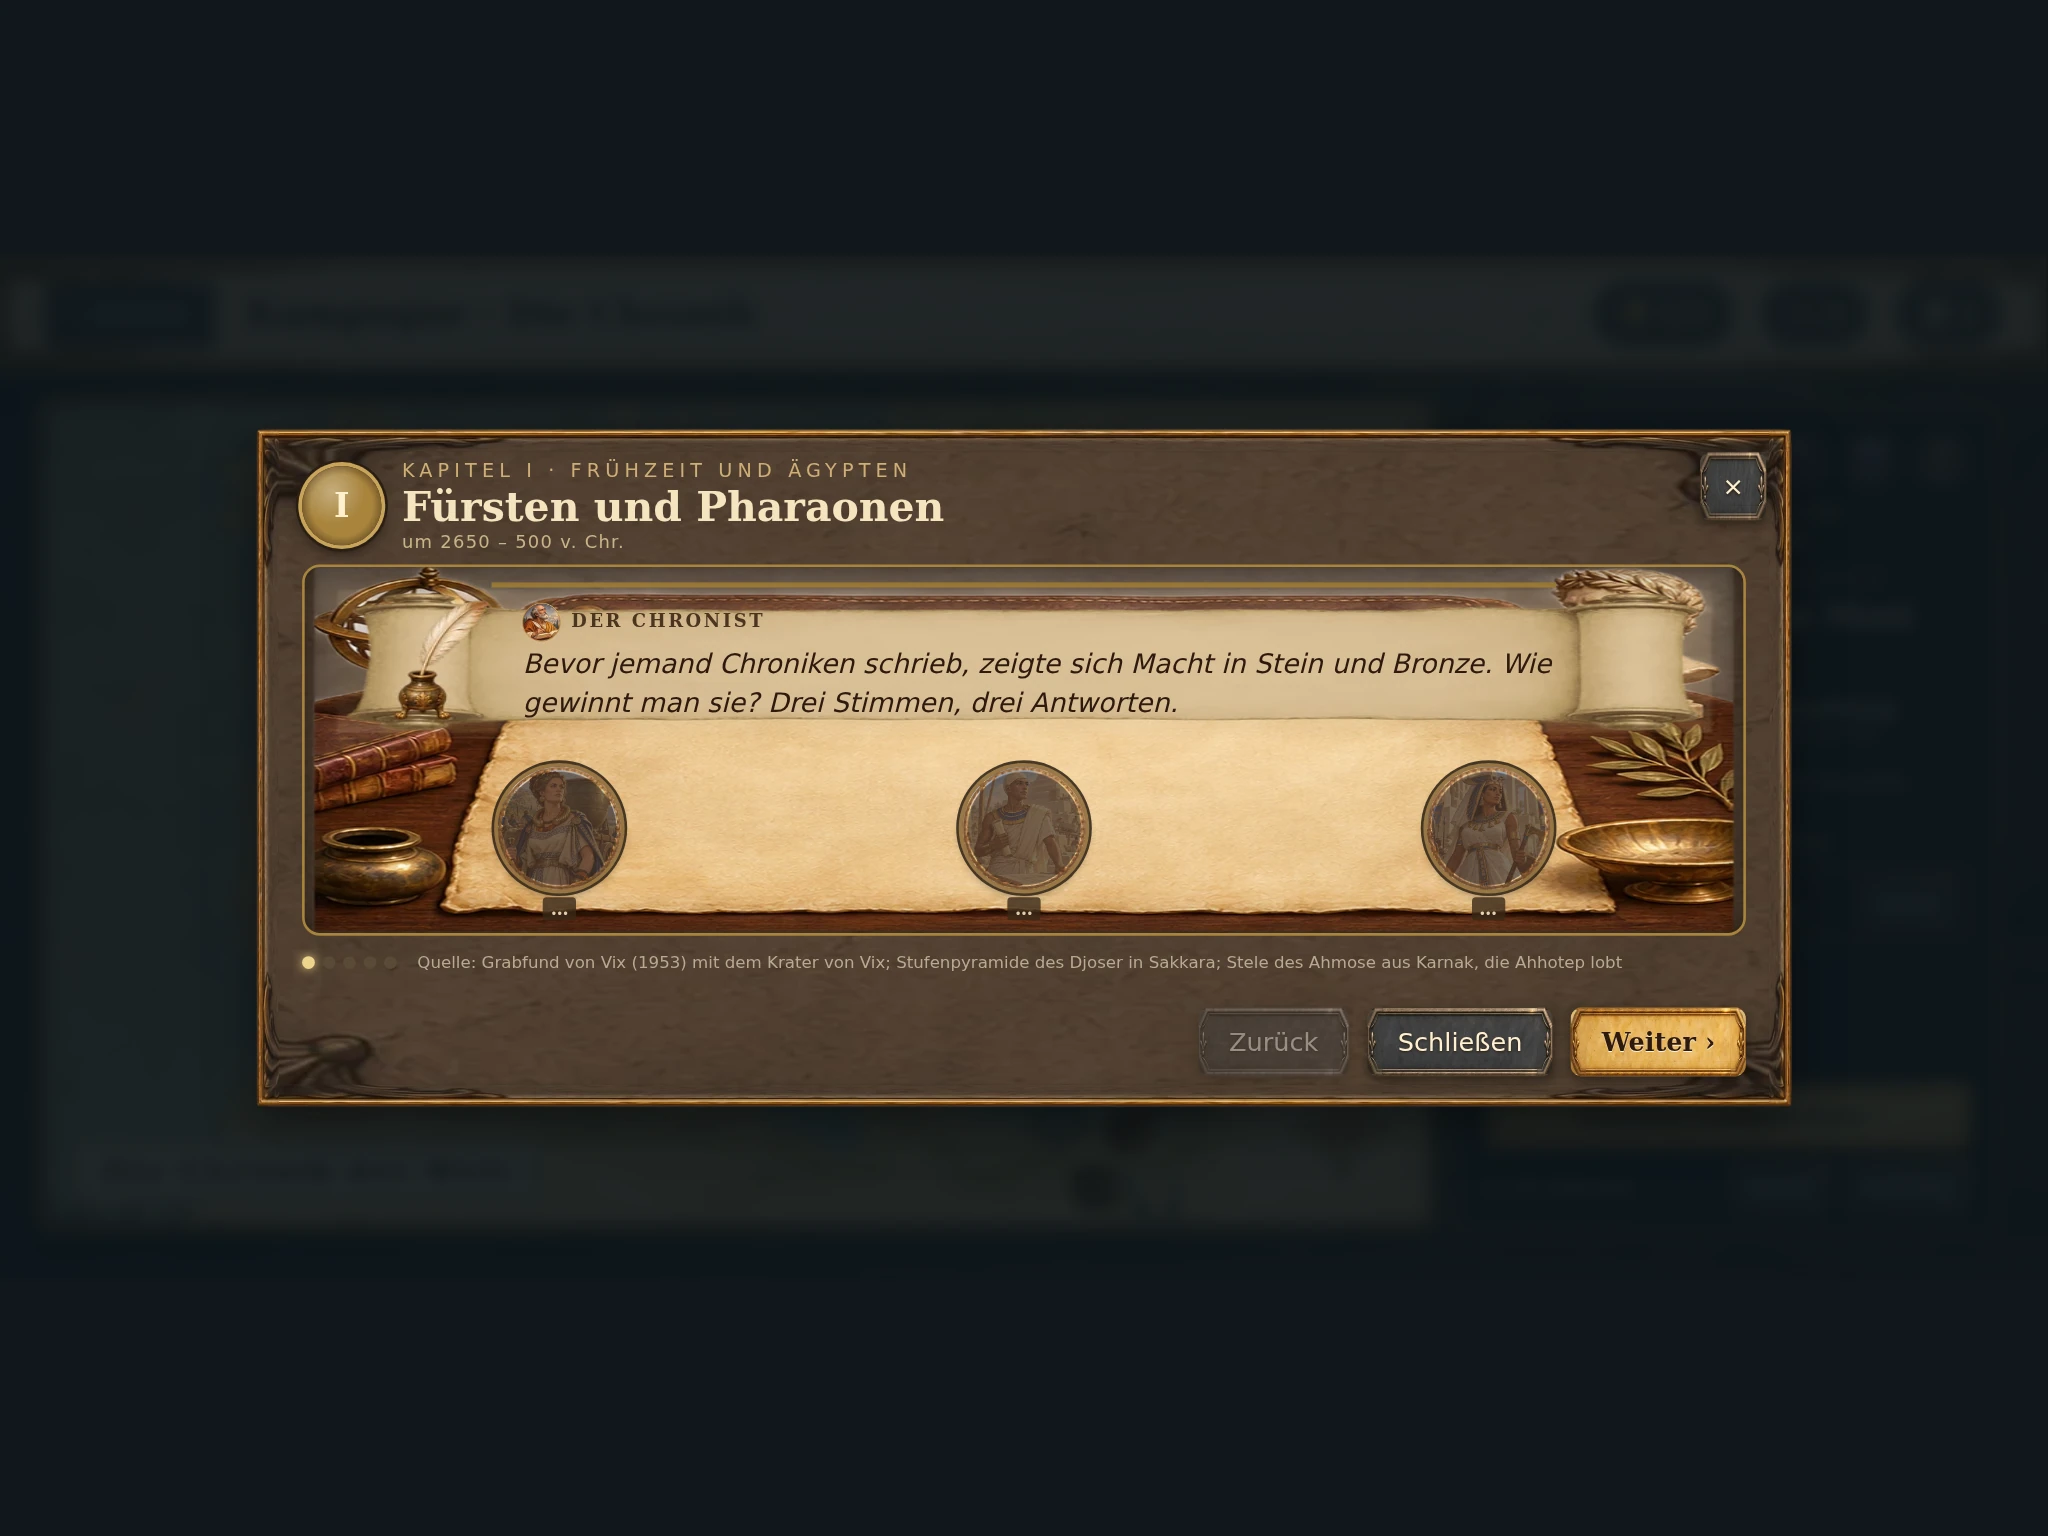 I
KAPITEL I · FRÜHZEIT UND ÄGYPTEN
Fürsten und Pharaonen
um 2650 – 500 v. Chr.
×
DER CHRONIST
Bevor jemand Chroniken schrieb, zeigte sich Macht in Stein und Bronze. Wie
gewinnt man sie? Drei Stimmen, drei Antworten.
... ... ...
Quelle: Grabfund von Vix (1953) mit dem Krater von Vix; Stufenpyramide des Djoser in Sakkara; Stele des Ahmose aus Karnak, die Ahhotep lobt
Zurück Schließen Weiter ›